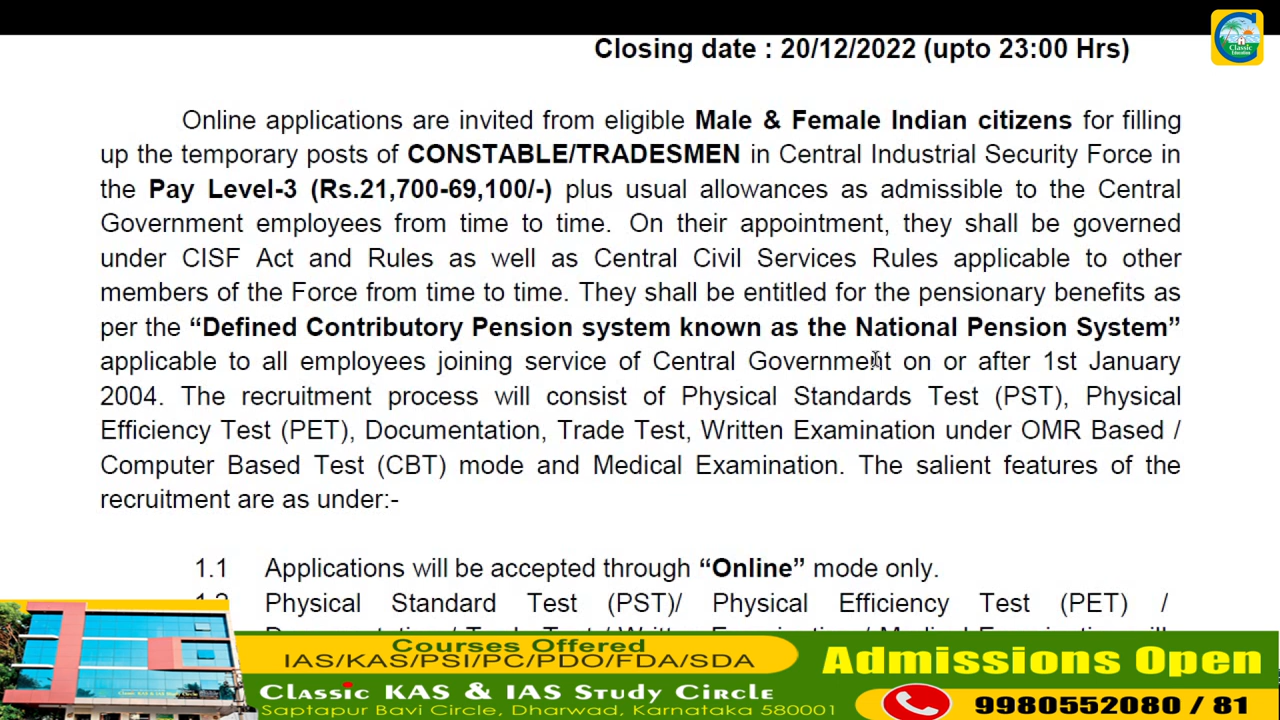 Classic
Education
Closing date : 20/12/2022 (upto 23:00 Hrs)
Online applications are invited from eligible Male & Female Indian citizens for filling
up the temporary posts of CONSTABLE/TRADESMEN in Central Industrial Security Force in
the Pay Level-3 (Rs.21,700-69,100/-) plus usual allowances as admissible to the Central
Government employees from time to time. On their appointment, they shall be governed
under CISF Act and Rules as well as Central Civil Services Rules applicable to other
members of the Force from time to time. They shall be entitled for the pensionary benefits as
per the “Defined Contributory Pension system known as the National Pension System”
applicable to all employees joining service of Central Government on or after 1st January
2004. The recruitment process will consist of Physical Standards Test (PST), Physical
Efficiency Test (PET), Documentation, Trade Test, Written Examination under OMR Based /
Computer Based Test (CBT) mode and Medical Examination. The salient features of the
recruitment are as under:-
1.1 Applications will be accepted through “Online” mode only.
Physical Standard Test (PST)/ Physical Efficiency Test (PET) /
Courses Offered
IAS/KAS/PSI/PC/PDO/FDA/SDA
Admissions Open
Classic KAS & IAS Study Circle
Saptapur Bavi Circle, Dharwad, Karnataka 580001
9980552080 / 81